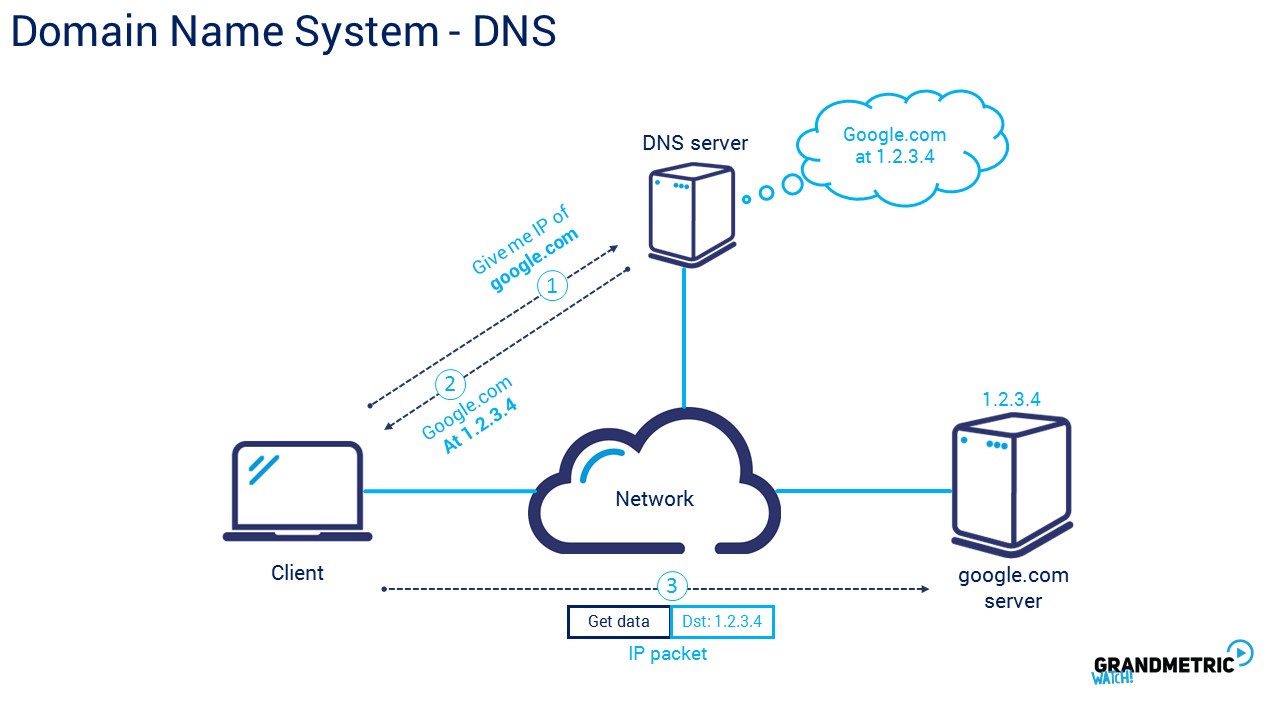 Domain Name System - DNS
DNS server
Google.com
at 1.2.3.4
Give me IP of
google.com
1
2
Google.com
At 1.2.3.4
1.2.3.4
Network
Client
google.com
server
3
Get data
Dst: 1.2.3.4
IP packet
GRANDMETRIC
WATCH!